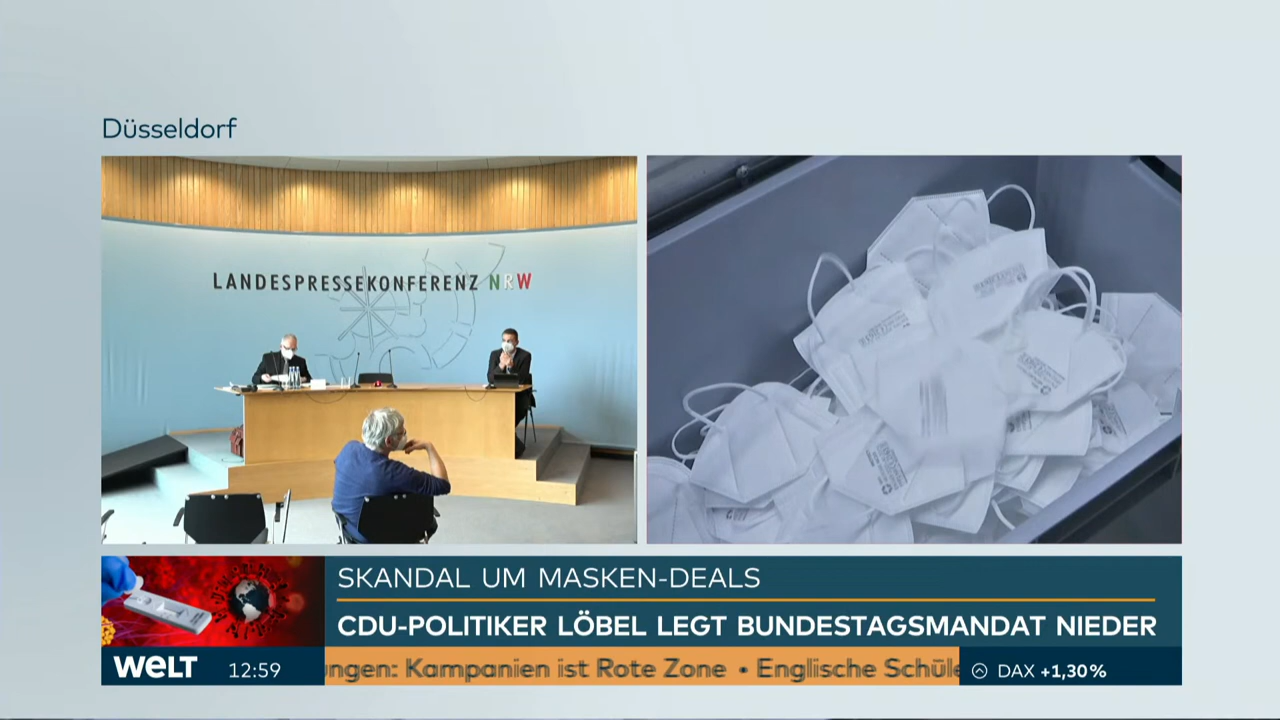 Düsseldorf
LANDESPRESSEKONFERENZ NRW
SKANDAL UM MASKEN-DEALS
CDU-POLITIKER LÖBEL LEGT BUNDESTAGSMANDAT NIEDER
welt 12:59 ngen: Kampanien ist Rote Zone • Englische Schüle DAX +1,30%